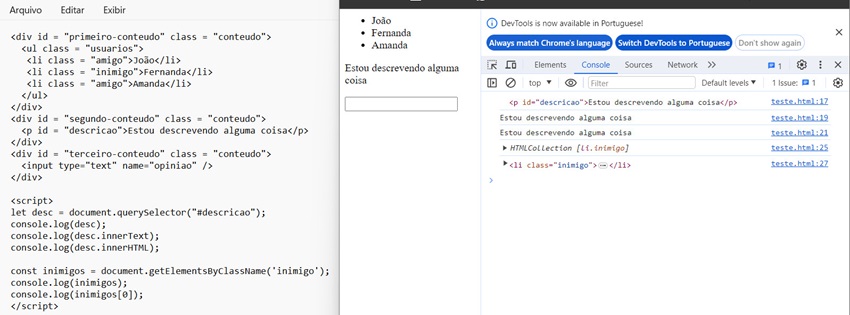 Arquivo Editar Exibir
<div id = "primeiro-conteudo" class = "conteudo">
<ul class = "usuarios">
<li class = "amigo">João</li>
<li class = "inimigo">Fernanda</li>
<li class = "amigo">Amanda</li>
</ul>
</div>
<div id = "segundo-conteudo" class = "conteudo">
<p id = "descricao">Estou descrevendo alguma coisa</p>
</div>
<div id = "terceiro-conteudo" class = "conteudo">
<input type="text" name="opiniao" />
</div>
<script>
let desc = document.querySelector("#descricao");
console.log(desc);
console.log(desc.innerText);
console.log(desc.innerHTML);
const inimigos = document.getElementsByClassName('inimigo');
console.log(inimigos);
console.log(inimigos[0]);
</script>
João
Fernanda
Amanda
Estou descrevendo alguma
coisa
DevTools is now available in Portuguese!
Always match Chrome's language Switch DevTools to Portuguese Don't show again
Elements Console Sources Network 1
top Filter Default levels 1 Issue: 1
<p id="descricao">Estou descrevendo alguma coisa</p> teste.html:17
Estou descrevendo alguma coisa teste.html:19
Estou descrevendo alguma coisa teste.html:21
HTMLCollection [li.inimigo] teste.html:25
<li class="inimigo">…</li> teste.html:27